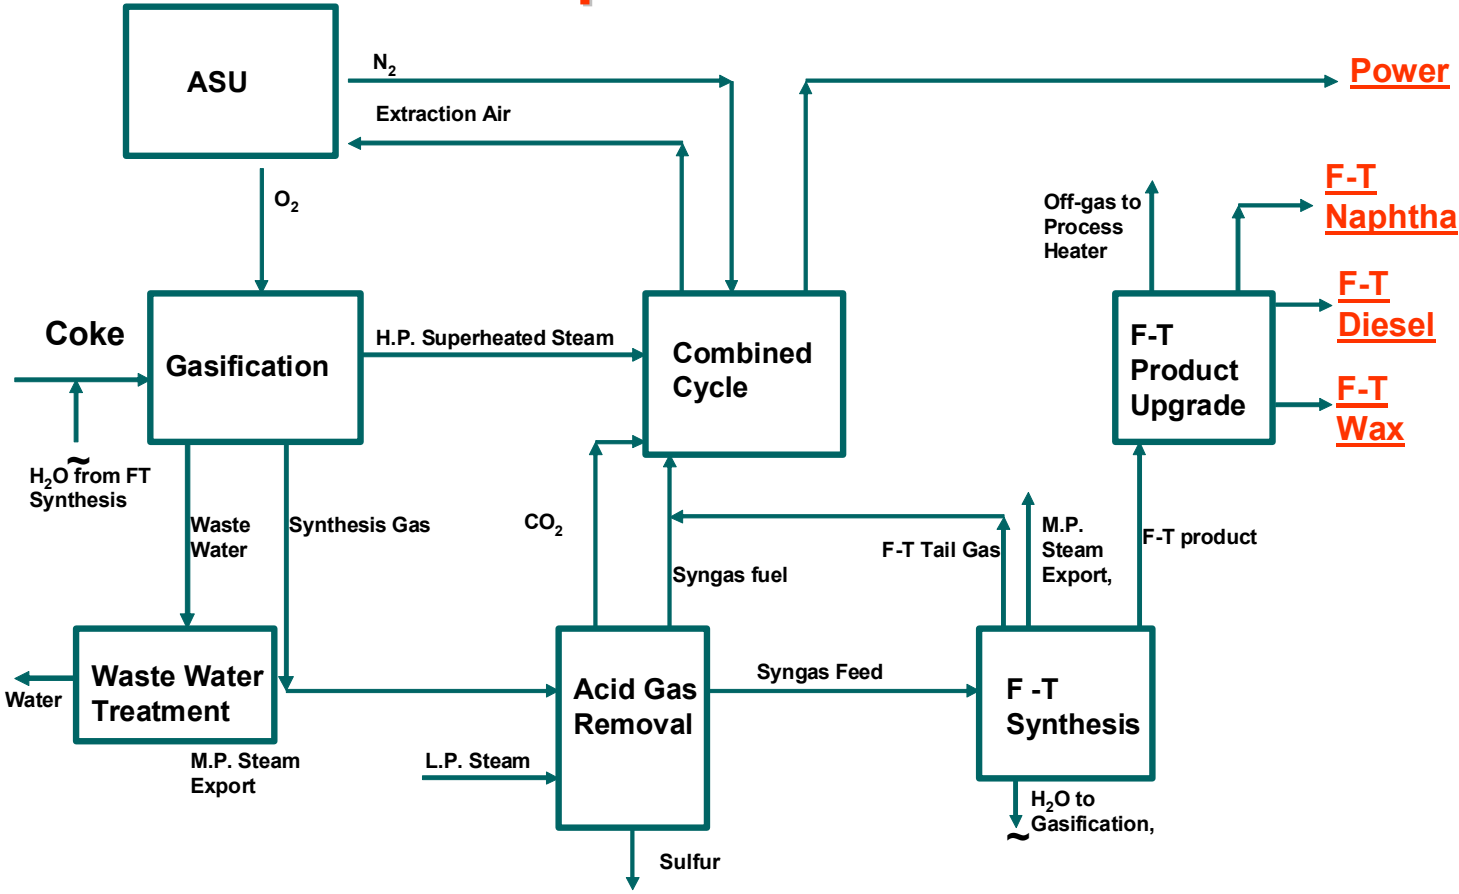 ASU
N2
Extraction Air
Power
O2
Off-gas to
Process
Heater
F-T
Naphtha
F-T
Diesel
F-T
Wax
Coke
Gasification
H.P. Superheated Steam
Combined
Cycle
F-T
Product
Upgrade
~
H2O from FT
Synthesis
Waste
Water
Synthesis Gas
CO2
Syngas fuel
F-T Tail Gas
M.P.
Steam
Export,
F-T product
Waste Water
Treatment
Water
M.P. Steam
Export
L.P. Steam
Acid Gas
Removal
Syngas Feed
F -T
Synthesis
H2O to
Gasification,
~
Sulfur